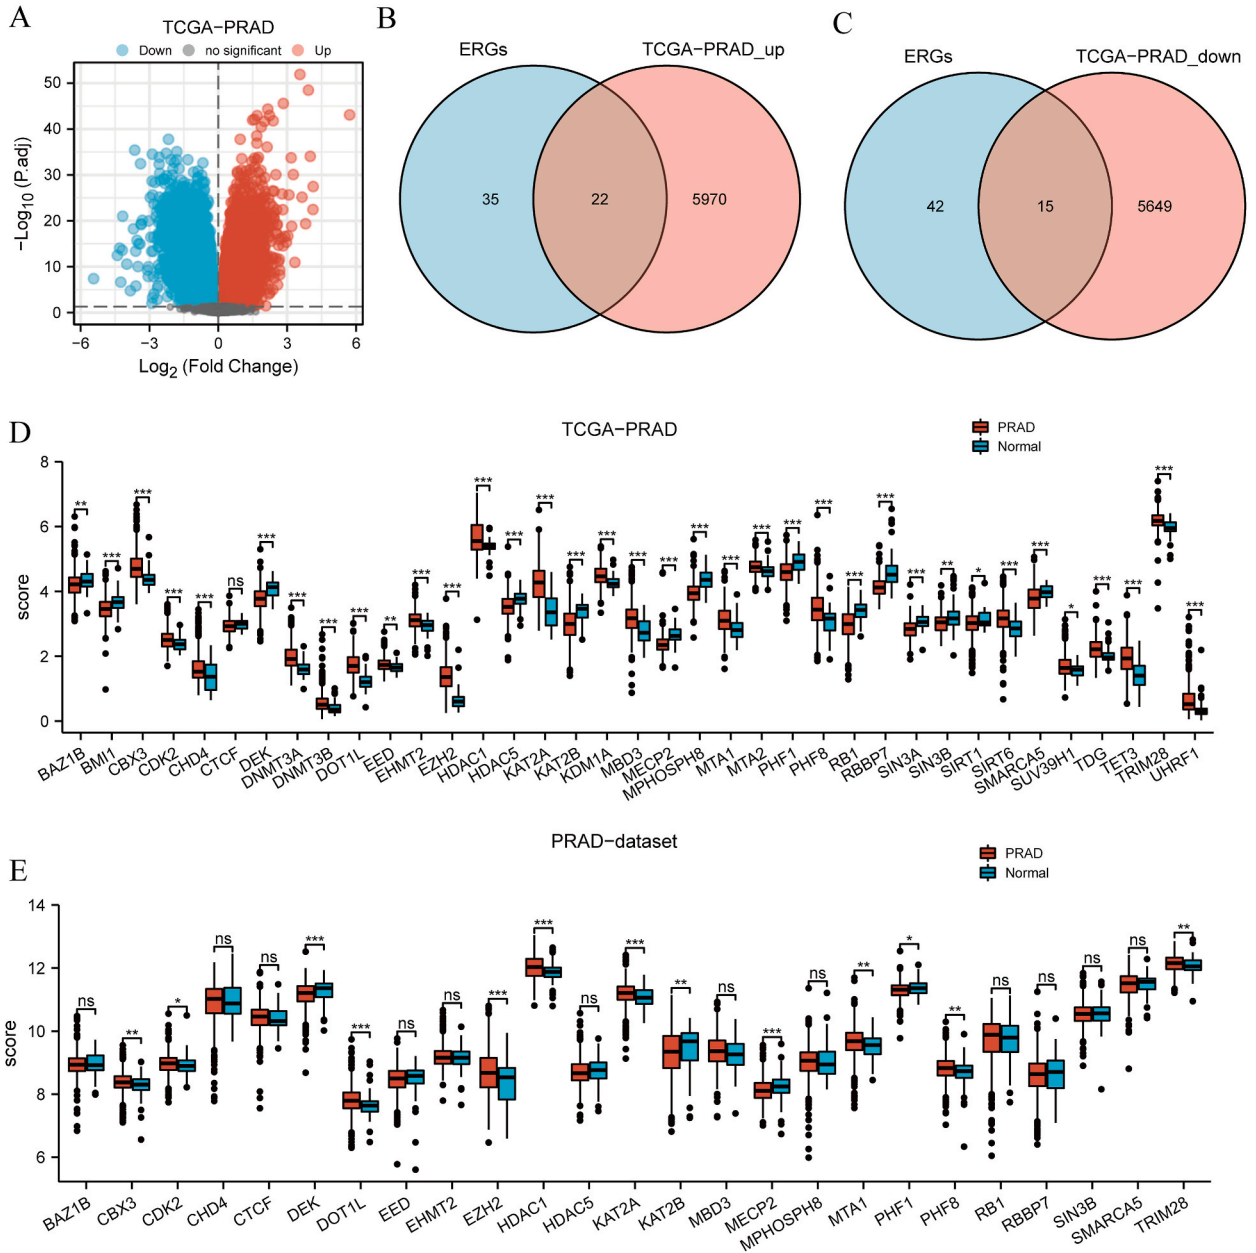 A
TCGA−PRAD
Down no significant Up
50
40
30
20
10
0
−Log10 (P.adj)
−6 −3 0 3 6
Log2 (Fold Change)
B
ERGs TCGA−PRAD_up
35 22 5970
C
ERGs TCGA−PRAD_down
42 15 5649
D
TCGA−PRAD
PRAD
Normal
score
8
6
4
2
0
** *** *** *** *** ns *** *** *** *** ** *** *** *** *** *** *** *** *** *** *** *** *** *** *** *** *** *** ** * *** *** * *** *** *** ***
BAZ1B BMI1 CBX3 CDK2 CHD4 CTCF DEK DNMT3A DNMT3B DOT1L EED EHMT2 EZH2 HDAC1 HDAC5 KAT2A KAT2B KDM1A MBD3 MECP2 MPHOSPH8 MTA1 MTA2 PHF1 PHF8 RB1 RBBP7 SIN3A SIN3B SIRT1 SIRT6 SMARCA5 SUV39H1 TDG TET3 TRIM28 UHRF1
E
PRAD−dataset
PRAD
Normal
score
14
12
10
8
6
ns ** * ns ns *** *** ns ns *** *** ns *** ** ns *** ns ** * ** ns ns ns ns **
BAZ1B CBX3 CDK2 CHD4 CTCF DEK DOT1L EED EHMT2 EZH2 HDAC1 HDAC5 KAT2A KAT2B MBD3 MECP2 MPHOSPH8 MTA1 PHF1 PHF8 RB1 RBBP7 SIN3B SMARCA5 TRIM28